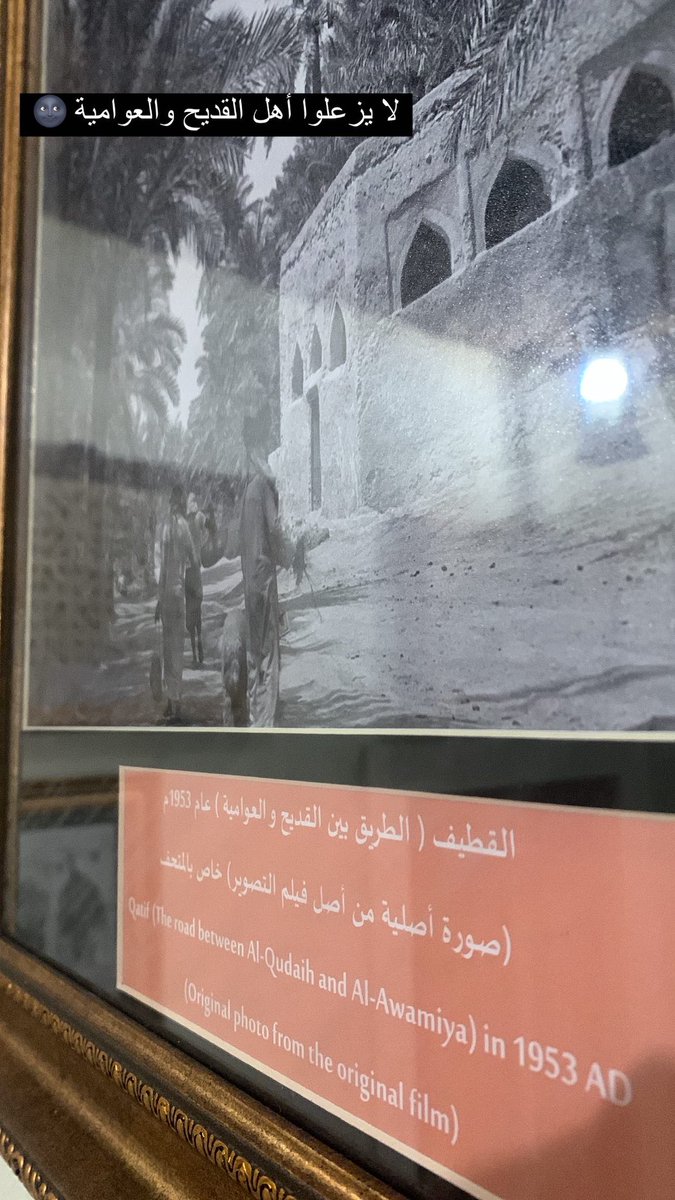 لا يزعلوا أهل القديح والعوامية 🌚
القطيف ( الطريق بين القديح و العوامية ) عام 1953م
(صورة أصلية من أصل فيلم التصوير) خاص بالمتحف
Qatif (The road between Al-Qudaih and Al-Awamiya) in 1953 AD
(Original photo from the original film)